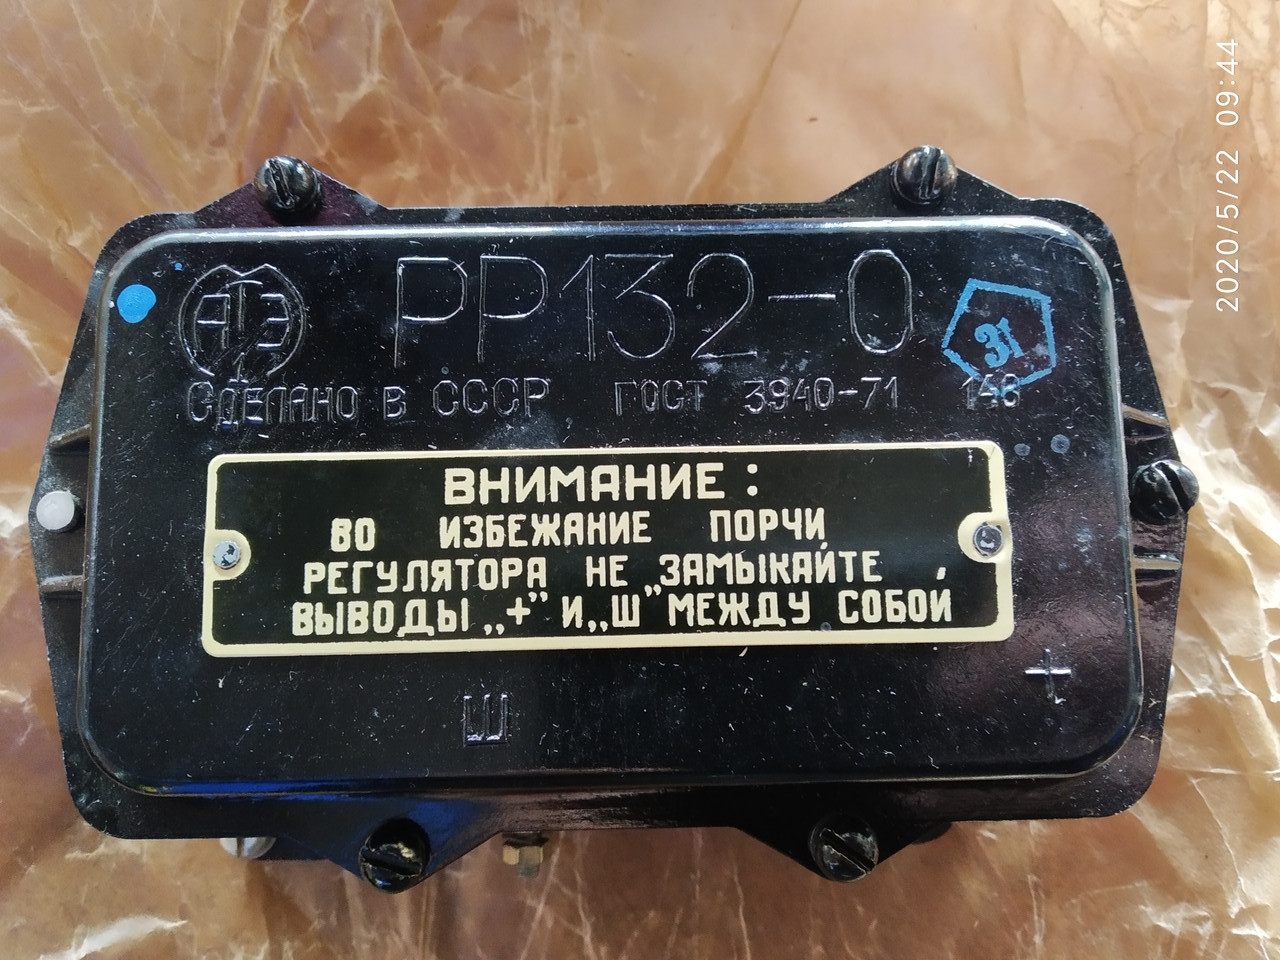 АТЭ
РР132-0
31
СДЕЛАНО В СССР ГОСТ 3940-71
ВНИМАНИЕ:
ВО ИЗБЕЖАНИЕ ПОРЧИ
РЕГУЛЯТОРА НЕ ЗАМЫКАЙТЕ
ВЫВОДЫ „+" И „Ш" МЕЖДУ СОБОЙ
Ш +
2020/5/22 09:44